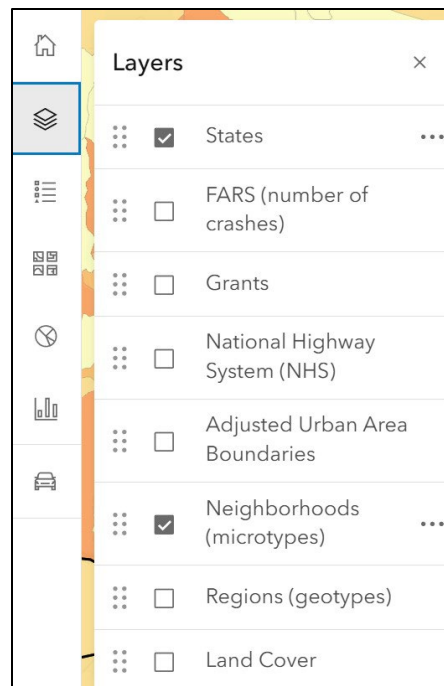 Layers
States
FARS (number of
crashes)
Grants
National Highway
System (NHS)
Adjusted Urban Area
Boundaries
Neighborhoods
(microtypes)
Regions (geotypes)
Land Cover